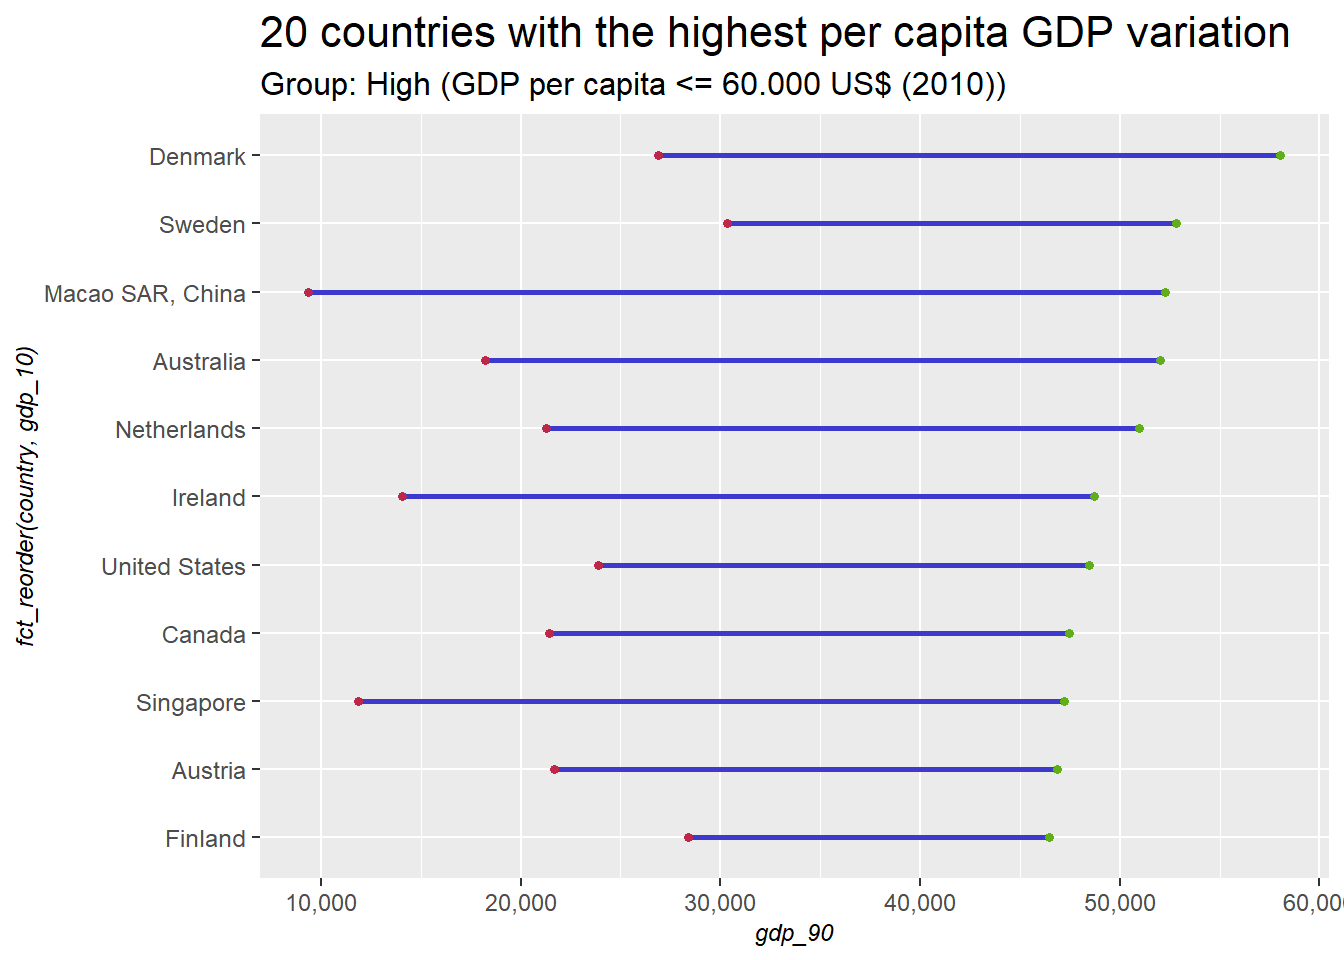 20 countries with the highest per capita GDP variation
Group: High (GDP per capita <= 60.000 US$ (2010))
Denmark
Sweden
Macao SAR, China
Australia
Netherlands
Ireland
United States
Canada
Singapore
Austria
Finland
fct_reorder(country, gdp_10)
10,000 20,000 30,000 40,000 50,000 60,00
gdp_90